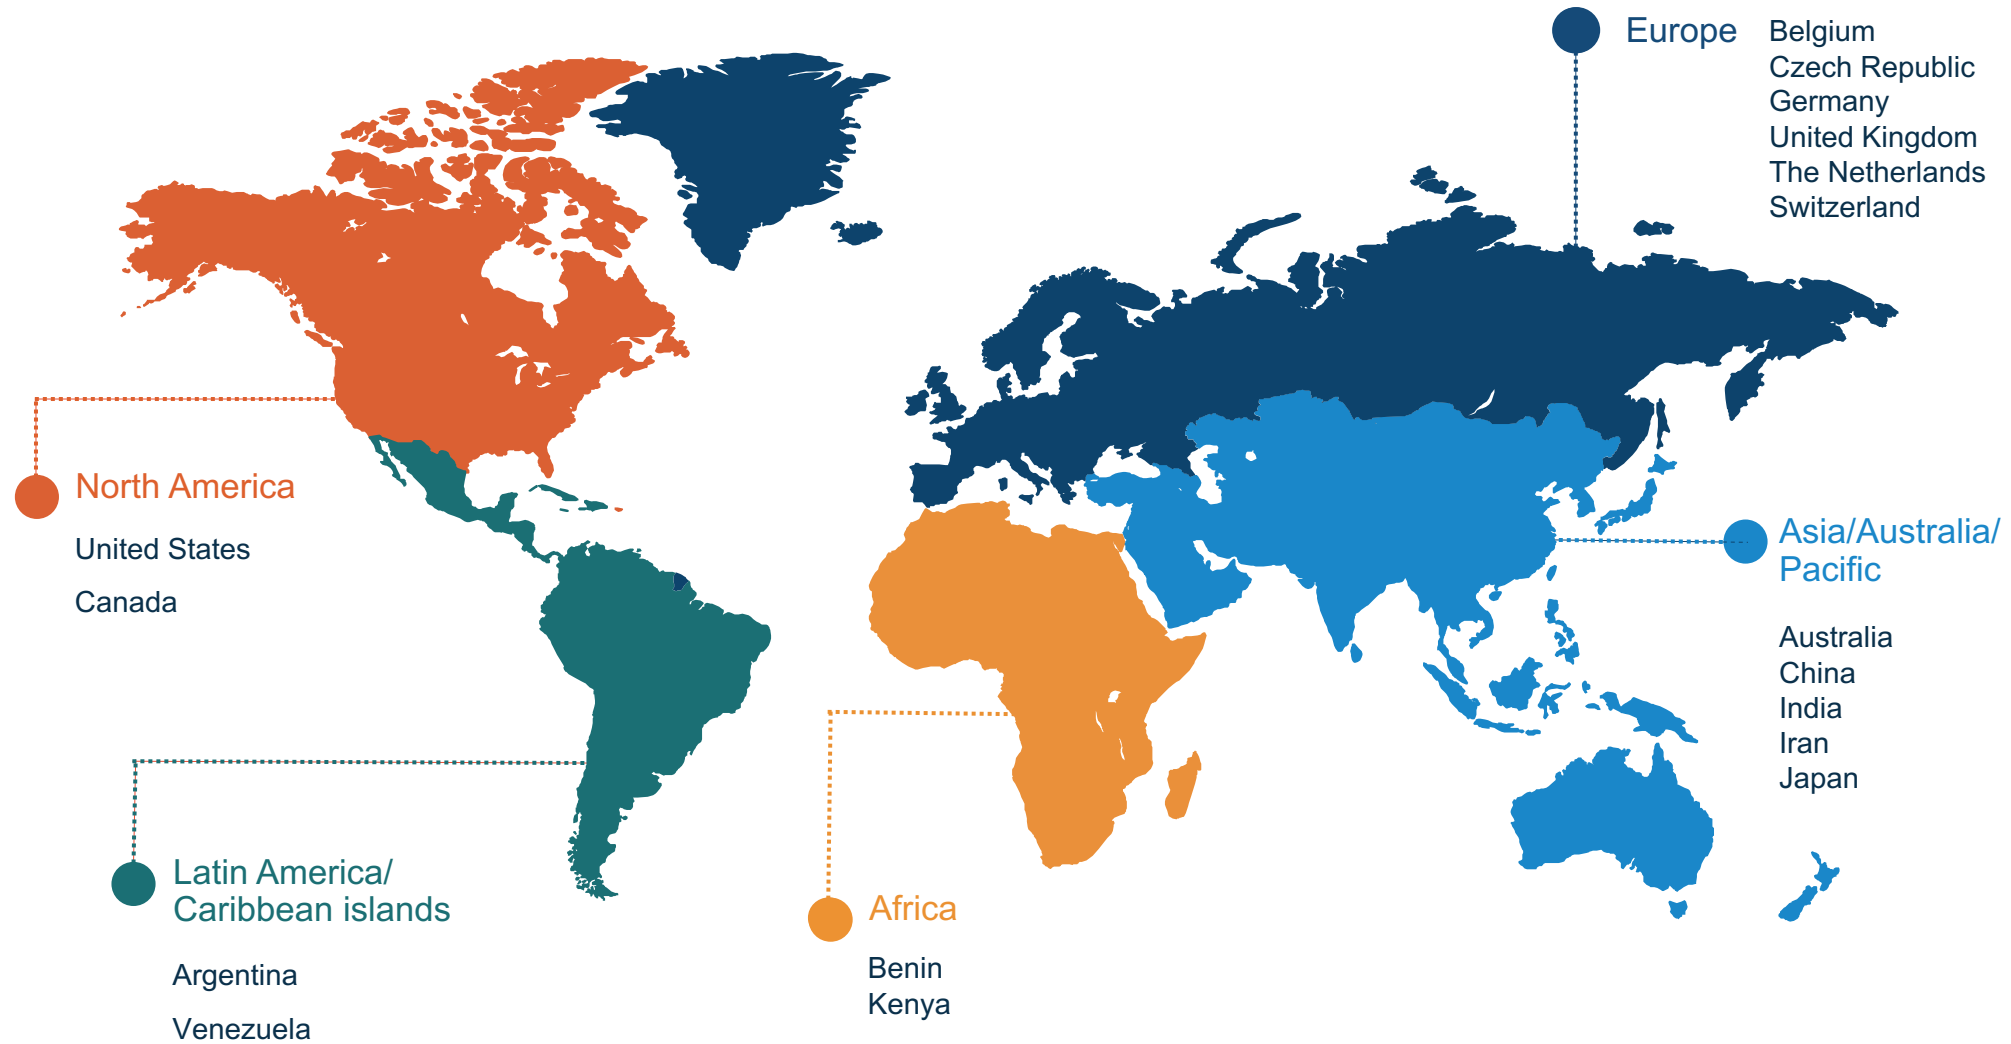 Europe
Belgium
Czech Republic
Germany
United Kingdom
The Netherlands
Switzerland
North America
United States
Canada
Asia/Australia/
Pacific
Australia
China
India
Iran
Japan
Latin America/
Caribbean islands
Argentina
Venezuela
Africa
Benin
Kenya